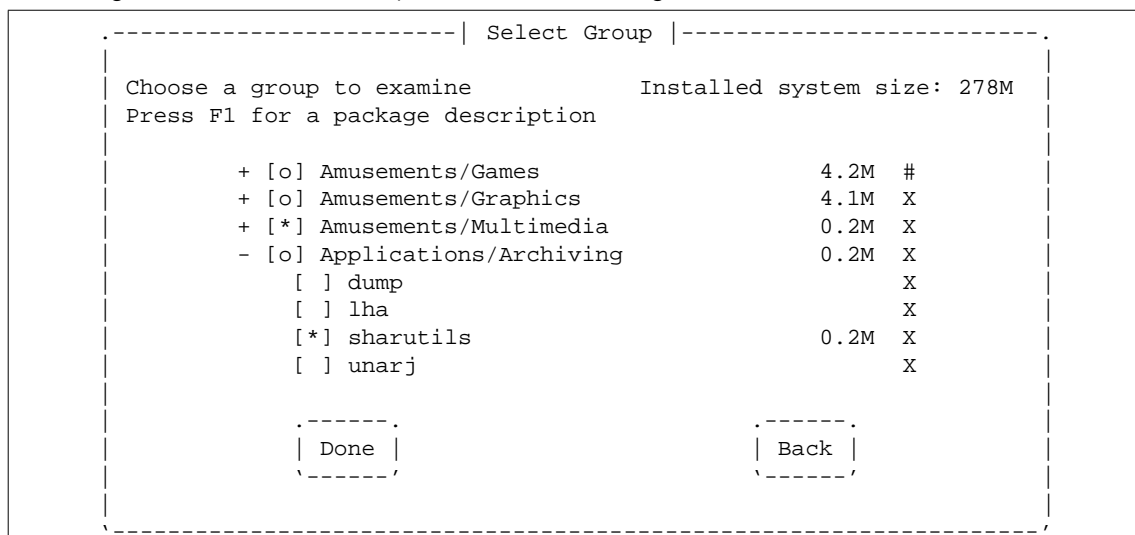 .-------------------------| Select Group |--------------------------.
| |
| Choose a group to examine Installed system size: 278M |
| Press F1 for a package description |
| |
| + [o] Amusements/Games 4.2M # |
| + [o] Amusements/Graphics 4.1M X |
| + [*] Amusements/Multimedia 0.2M X |
| - [o] Applications/Archiving 0.2M X |
| [ ] dump X |
| [ ] lha X |
| [*] sharutils 0.2M X |
| [ ] unarj X |
| |
| .------. .------. |
| | Done | | Back | |
| '------' '------' |
| |
'-------------------------------------------------------------------'